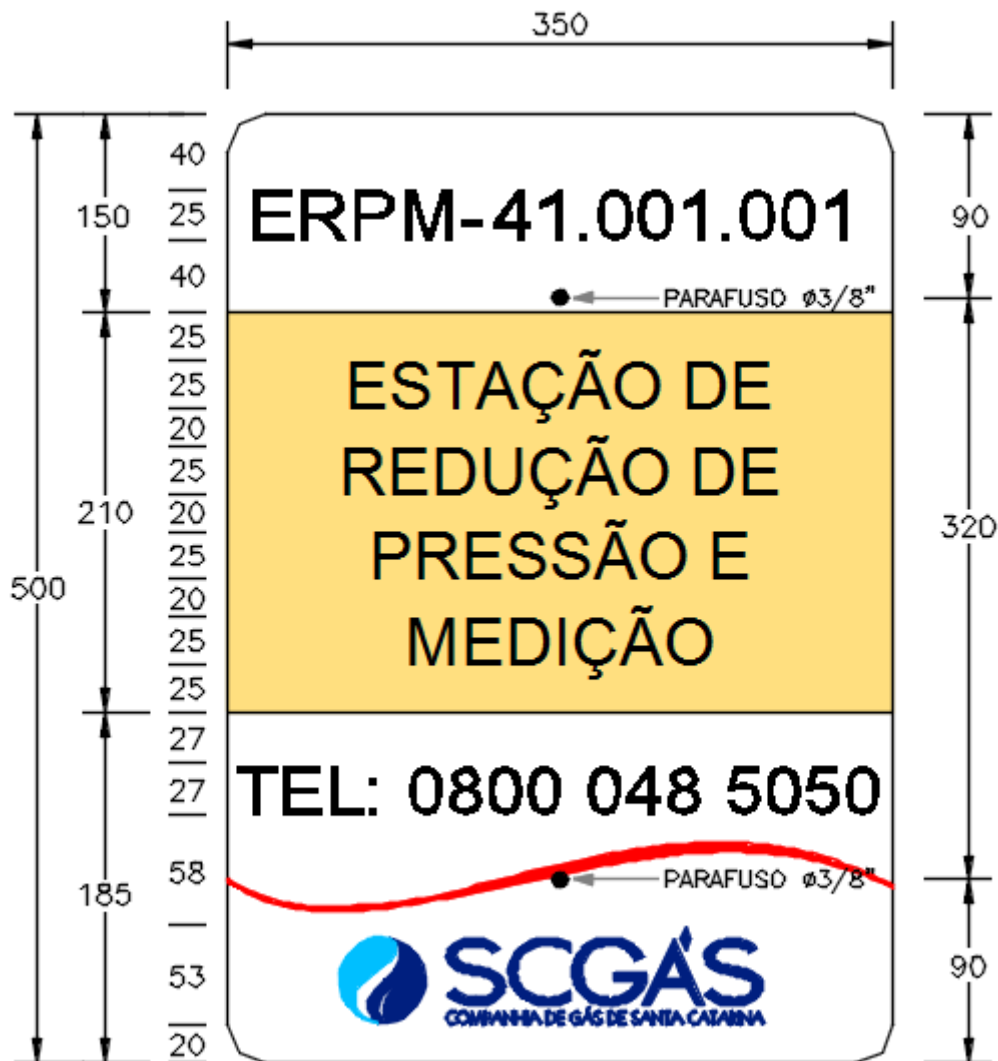 350
40
25
40
25
25
20
25
20
25
20
25
25
27
27
58
53
20
150
210
185
500
90
320
90
ERPM-41.001.001
PARAFUSO ø3/8"
ESTAÇÃO DE
REDUÇÃO DE
PRESSÃO E
MEDIÇÃO
TEL: 0800 048 5050
PARAFUSO ø3/8"
SCGÁS
COMPANHIA DE GÁS DE SANTA CATARINA